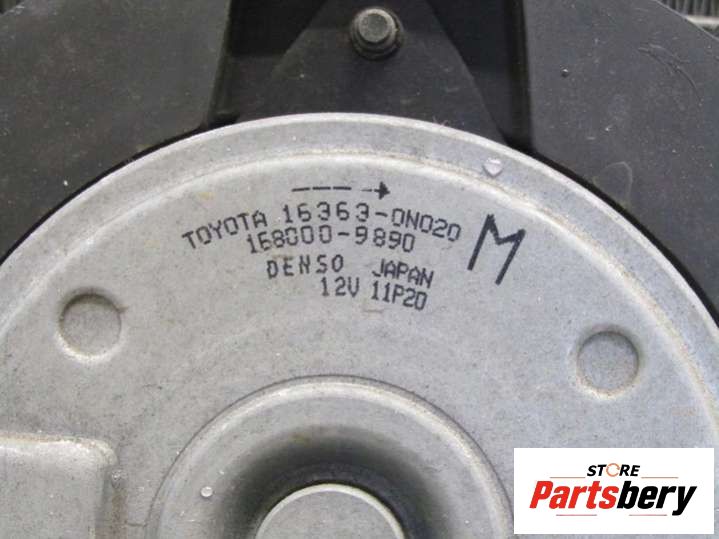 TOYOTA 16363-0N020
168000-9890
M
DENSO JAPAN
12V 11P20
STORE
Partsbery